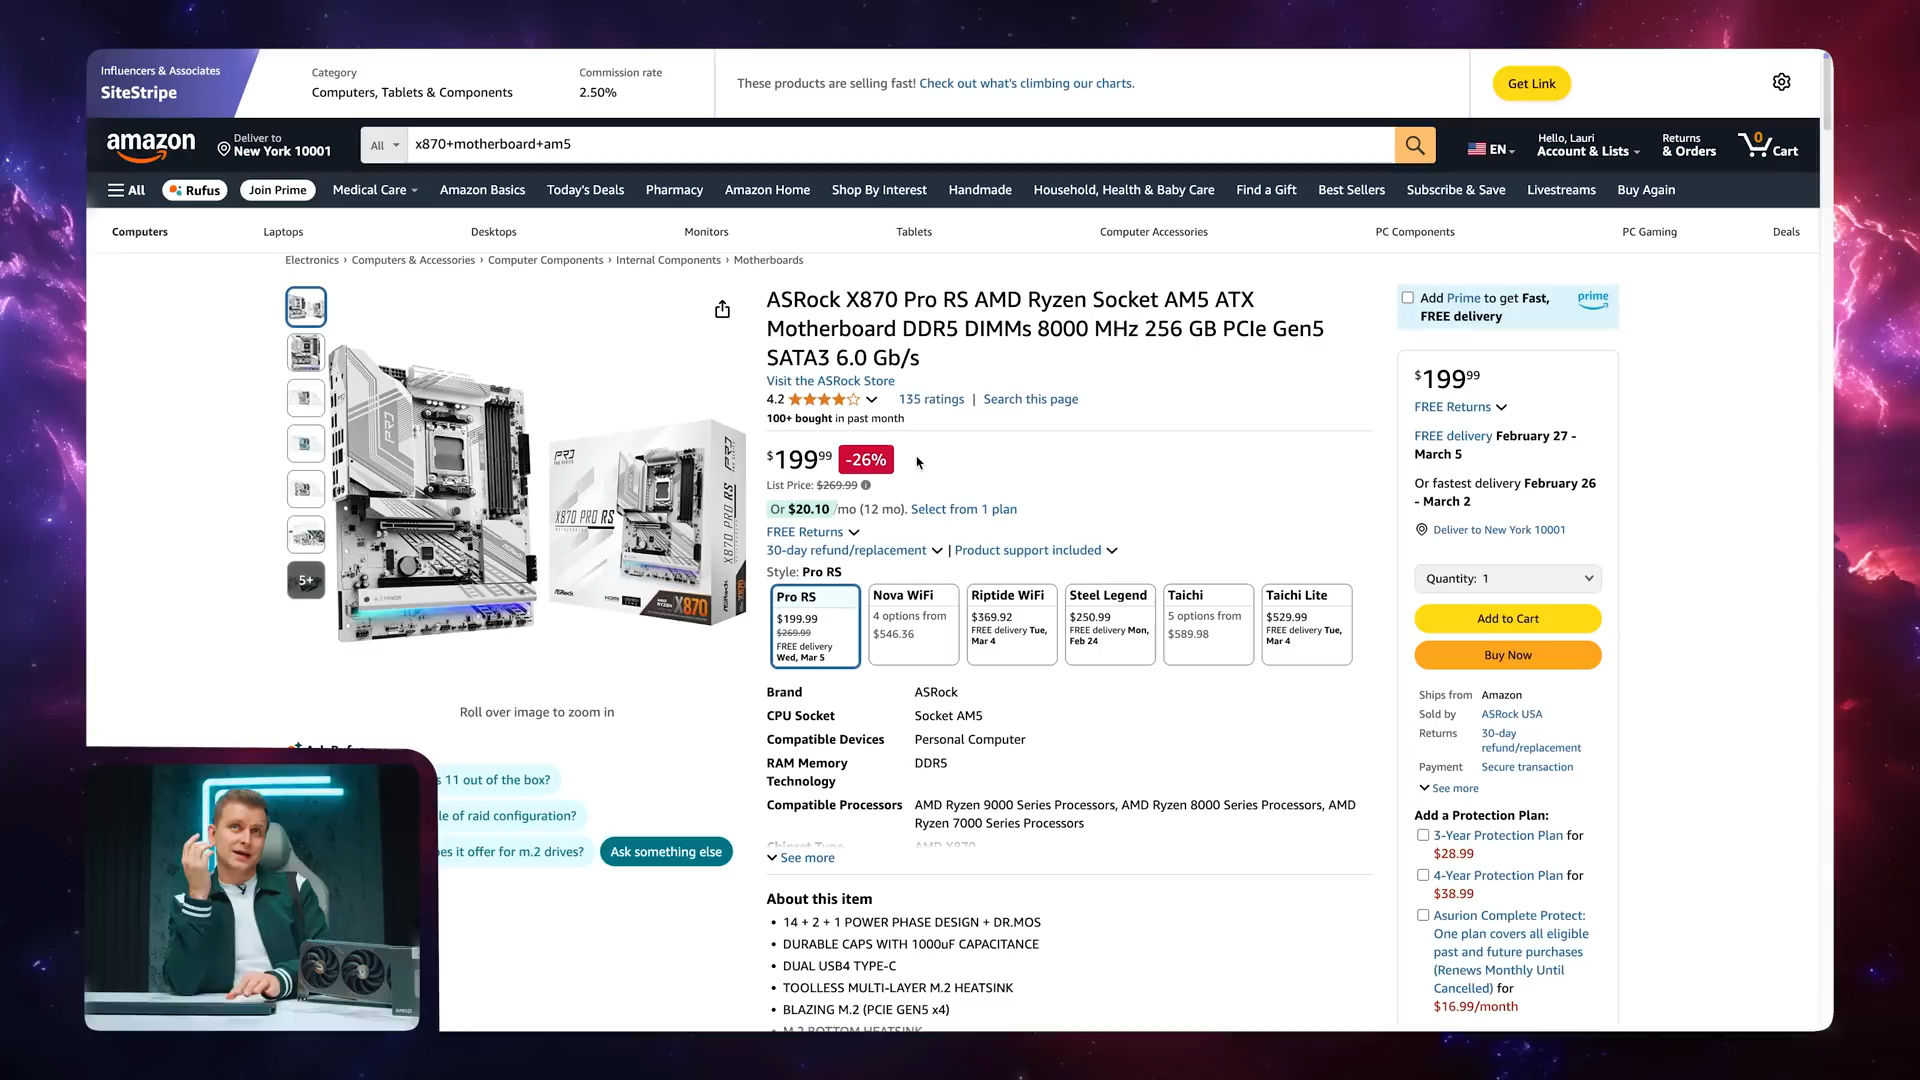 Influencers & Associates
SiteStripe
Category
Computers, Tablets & Components
Commission rate
2.50%
These products are selling fast! Check out what's climbing our charts.
Get Link
amazon
Deliver to
New York 10001
All
x870+motherboard+am5
EN
Hello, Lauri
Account & Lists
Returns
& Orders
0
Cart
All
Rufus
Join Prime
Medical Care
Amazon Basics
Today's Deals
Pharmacy
Amazon Home
Shop By Interest
Handmade
Household, Health & Baby Care
Find a Gift
Best Sellers
Subscribe & Save
Livestreams
Buy Again
Computers
Laptops
Desktops
Monitors
Tablets
Computer Accessories
PC Components
PC Gaming
Deals
Electronics › Computers & Accessories › Computer Components › Internal Components › Motherboards
5+
X870 PRO RS
X870 PRO RS
ASRock
X870
Roll over image to zoom in
s 11 out of the box?
le of raid configuration?
es it offer for m.2 drives?
Ask something else
ASRock X870 Pro RS AMD Ryzen Socket AM5 ATX
Motherboard DDR5 DIMMs 8000 MHz 256 GB PCIe Gen5
SATA3 6.0 Gb/s
Visit the ASRock Store
4.2
135 ratings | Search this page
100+ bought in past month
$199⁹⁹ -26%
List Price: $269.99
Or $20.10 /mo (12 mo). Select from 1 plan
FREE Returns
30-day refund/replacement | Product support included
Style: Pro RS
Pro RS
$199.99
$269.99
FREE delivery
Wed, Mar 5
Nova WiFi
4 options from
$546.36
Riptide WiFi
$369.92
FREE delivery Tue,
Mar 4
Steel Legend
$250.99
FREE delivery Mon,
Feb 24
Taichi
5 options from
$589.98
Taichi Lite
$529.99
FREE delivery Tue,
Mar 4
Brand ASRock
CPU Socket Socket AM5
Compatible Devices Personal Computer
RAM Memory DDR5
Technology
Compatible Processors AMD Ryzen 9000 Series Processors, AMD Ryzen 8000 Series Processors, AMD
Ryzen 7000 Series Processors
Chipset Type AMD X870
See more
About this item
• 14 + 2 + 1 POWER PHASE DESIGN + DR.MOS
• DURABLE CAPS WITH 1000uF CAPACITANCE
• DUAL USB4 TYPE-C
• TOOLLESS MULTI-LAYER M.2 HEATSINK
• BLAZING M.2 (PCIE GEN5 x4)
• M.2 BOTTOM HEATSINK
Add Prime to get Fast,
FREE delivery
prime
$199⁹⁹
FREE Returns
FREE delivery February 27 -
March 5
Or fastest delivery February 26
- March 2
Deliver to New York 10001
Quantity: 1
Add to Cart
Buy Now
Ships from Amazon
Sold by ASRock USA
Returns 30-day
refund/replacement
Payment Secure transaction
See more
Add a Protection Plan:
3-Year Protection Plan for
$28.99
4-Year Protection Plan for
$38.99
Asurion Complete Protect:
One plan covers all eligible
past and future purchases
(Renews Monthly Until
Cancelled) for
$16.99/month